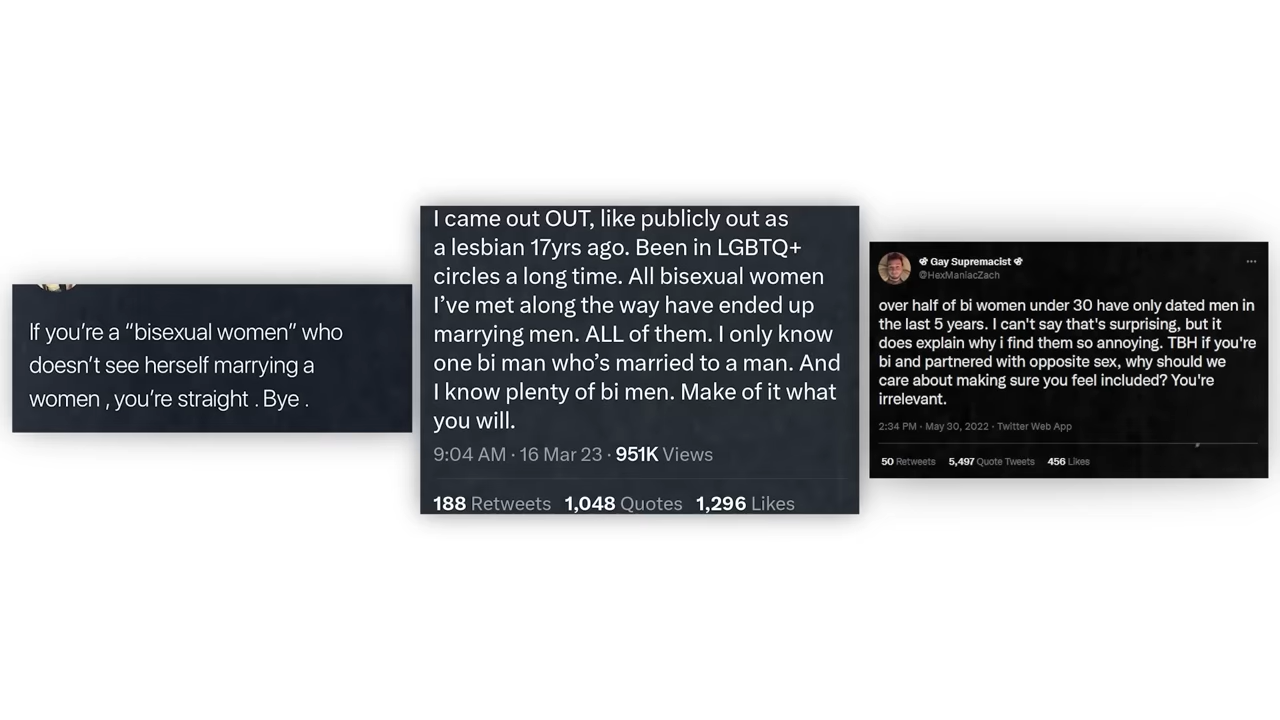 If you're a “bisexual women” who
doesn't see herself marrying a
women , you're straight . Bye .
I came out OUT, like publicly out as
a lesbian 17yrs ago. Been in LGBTQ+
circles a long time. All bisexual women
I've met along the way have ended up
marrying men. ALL of them. I only know
one bi man who's married to a man. And
I know plenty of bi men. Make of it what
you will.
9:04 AM · 16 Mar 23 · 951K Views
188 Retweets 1,048 Quotes 1,296 Likes
Gay Supremacist
@HexManiacZach
over half of bi women under 30 have only dated men in
the last 5 years. I can't say that's surprising, but it
does explain why i find them so annoying. TBH if you're
bi and partnered with opposite sex, why should we
care about making sure you feel included? You're
irrelevant.
2:34 PM · May 30, 2022 · Twitter Web App
50 Retweets 5,497 Quote Tweets 456 Likes